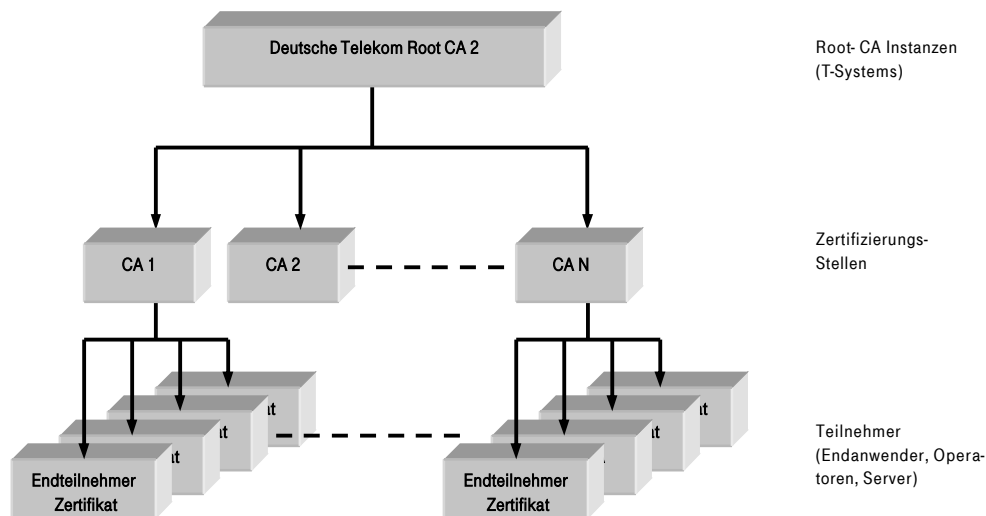 Deutsche Telekom Root CA 2
Root- CA Instanzen
(T-Systems)
CA 1
CA 2
CA N
Zertifizierungs-
Stellen
Endteilnehmer
Zertifikat
Endteilnehmer
Zertifikat
Teilnehmer
(Endanwender, Opera-
toren, Server)